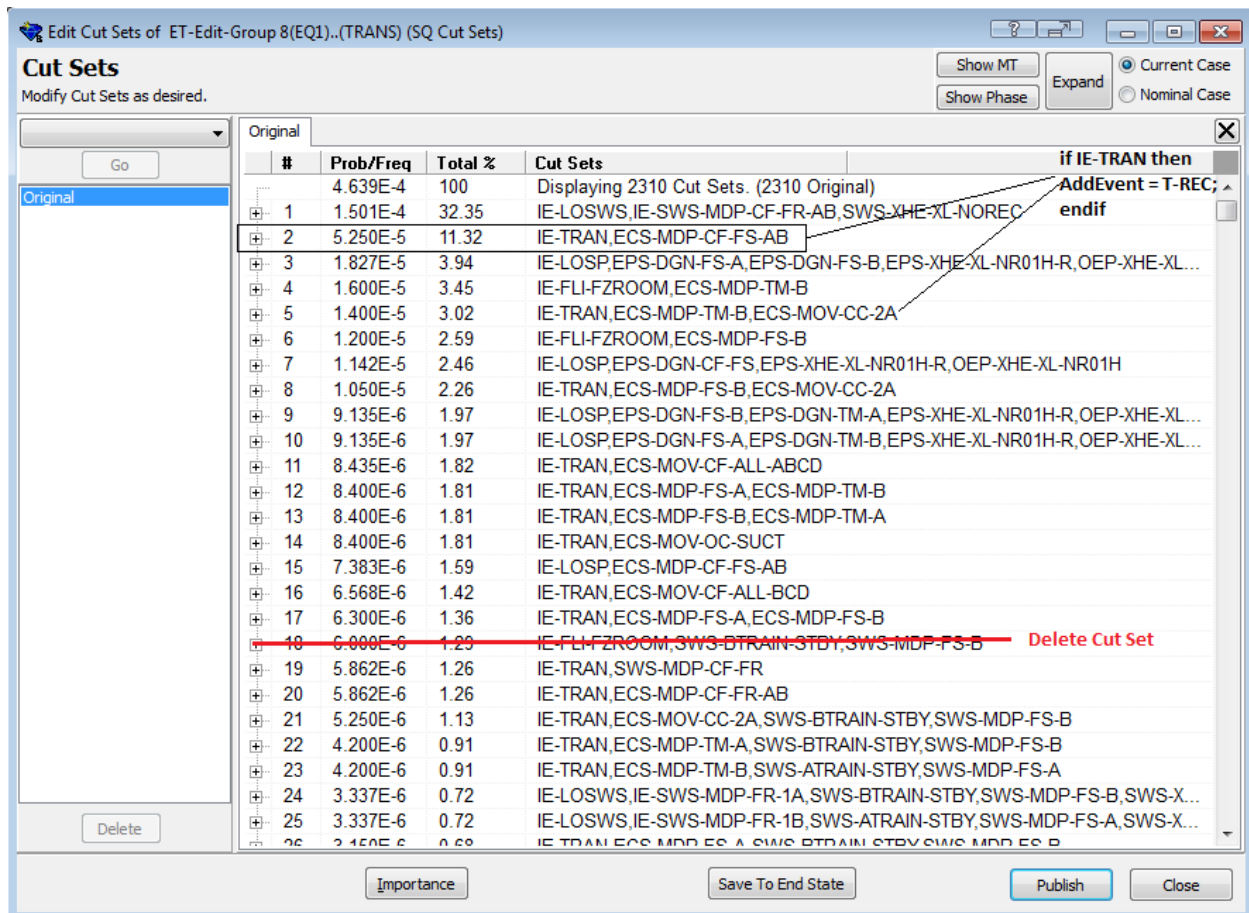 Edit Cut Sets of ET-Edit-Group 8(EQ1)..(TRANS) (SQ Cut Sets)
Cut Sets
Modify Cut Sets as desired.
Show MT
Show Phase
Expand
Current Case
Nominal Case
Go
Original
Delete
Original
# Prob/Freq Total % Cut Sets
4.639E-4 100 Displaying 2310 Cut Sets. (2310 Original)
1 1.501E-4 32.35 IE-LOSWS,IE-SWS-MDP-CF-FR-AB,SWS-XHE-XL-NOREC
2 5.250E-5 11.32 IE-TRAN,ECS-MDP-CF-FS-AB
3 1.827E-5 3.94 IE-LOSP,EPS-DGN-FS-A,EPS-DGN-FS-B,EPS-XHE-XL-NR01H-R,OEP-XHE-XL...
4 1.600E-5 3.45 IE-FLI-FZROOM,ECS-MDP-TM-B
5 1.400E-5 3.02 IE-TRAN,ECS-MDP-TM-B,ECS-MOV-CC-2A
6 1.200E-5 2.59 IE-FLI-FZROOM,ECS-MDP-FS-B
7 1.142E-5 2.46 IE-LOSP,EPS-DGN-CF-FS,EPS-XHE-XL-NR01H-R,OEP-XHE-XL-NR01H
8 1.050E-5 2.26 IE-TRAN,ECS-MDP-FS-B,ECS-MOV-CC-2A
9 9.135E-6 1.97 IE-LOSP,EPS-DGN-FS-B,EPS-DGN-TM-A,EPS-XHE-XL-NR01H-R,OEP-XHE-XL...
10 9.135E-6 1.97 IE-LOSP,EPS-DGN-FS-A,EPS-DGN-TM-B,EPS-XHE-XL-NR01H-R,OEP-XHE-XL...
11 8.435E-6 1.82 IE-TRAN,ECS-MOV-CF-ALL-ABCD
12 8.400E-6 1.81 IE-TRAN,ECS-MDP-FS-A,ECS-MDP-TM-B
13 8.400E-6 1.81 IE-TRAN,ECS-MDP-FS-B,ECS-MDP-TM-A
14 8.400E-6 1.81 IE-TRAN,ECS-MOV-OC-SUCT
15 7.383E-6 1.59 IE-LOSP,ECS-MDP-CF-FS-AB
16 6.568E-6 1.42 IE-TRAN,ECS-MOV-CF-ALL-BCD
17 6.300E-6 1.36 IE-TRAN,ECS-MDP-FS-A,ECS-MDP-FS-B
18 6.000E-6 1.29 IE-FLI-FZROOM,SWS-BTRAIN-STBY,SWS-MDP-FS-B
19 5.862E-6 1.26 IE-TRAN,SWS-MDP-CF-FR
20 5.862E-6 1.26 IE-TRAN,ECS-MDP-CF-FR-AB
21 5.250E-6 1.13 IE-TRAN,ECS-MOV-CC-2A,SWS-BTRAIN-STBY,SWS-MDP-FS-B
22 4.200E-6 0.91 IE-TRAN,ECS-MDP-TM-A,SWS-BTRAIN-STBY,SWS-MDP-FS-B
23 4.200E-6 0.91 IE-TRAN,ECS-MDP-TM-B,SWS-ATRAIN-STBY,SWS-MDP-FS-A
24 3.337E-6 0.72 IE-LOSWS,IE-SWS-MDP-FR-1A,SWS-BTRAIN-STBY,SWS-MDP-FS-B,SWS-X...
25 3.337E-6 0.72 IE-LOSWS,IE-SWS-MDP-FR-1B,SWS-ATRAIN-STBY,SWS-MDP-FS-A,SWS-X...
26 3.150E-6 0.68 IE-TRAN,ECS-MDP-FS-A,SWS-BTRAIN-STBY,SWS-MDP-FS-B
if IE-TRAN then
AddEvent = T-REC;
endif
Delete Cut Set
Importance
Save To End State
Publish
Close